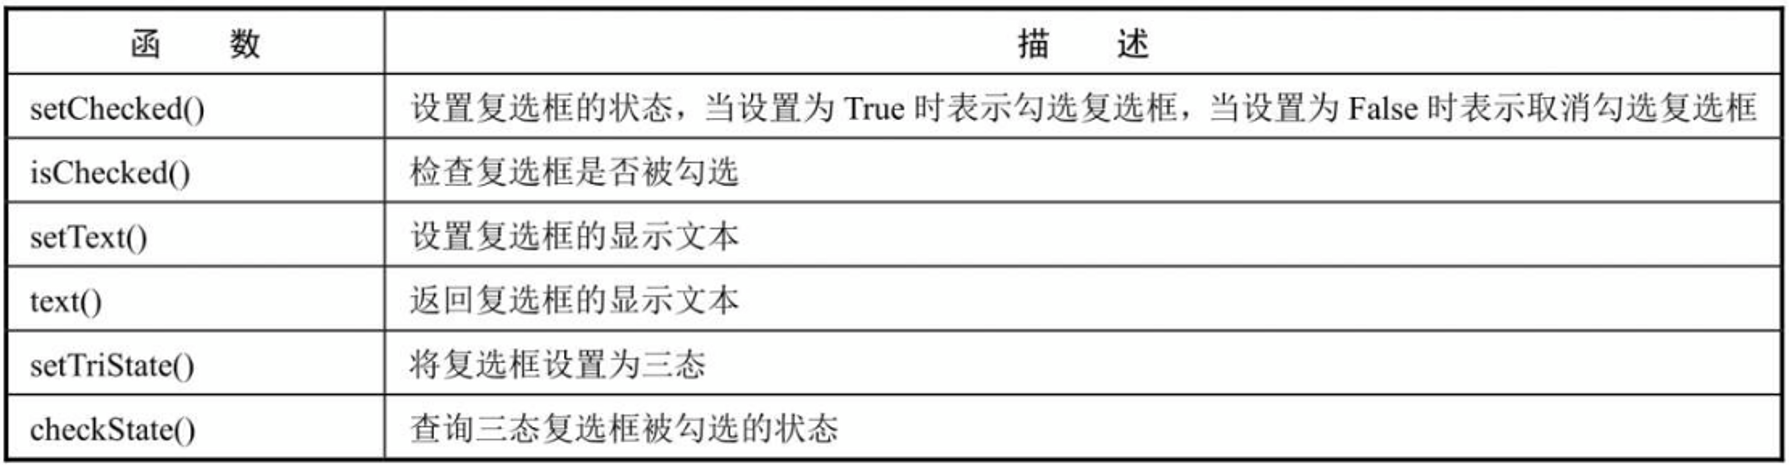 函 数 描 述
setChecked() 设置复选框的状态，当设置为 True 时表示勾选复选框，当设置为 False 时表示取消勾选复选框
isChecked() 检查复选框是否被勾选
setText() 设置复选框的显示文本
text() 返回复选框的显示文本
setTriState() 将复选框设置为三态
checkState() 查询三态复选框被勾选的状态